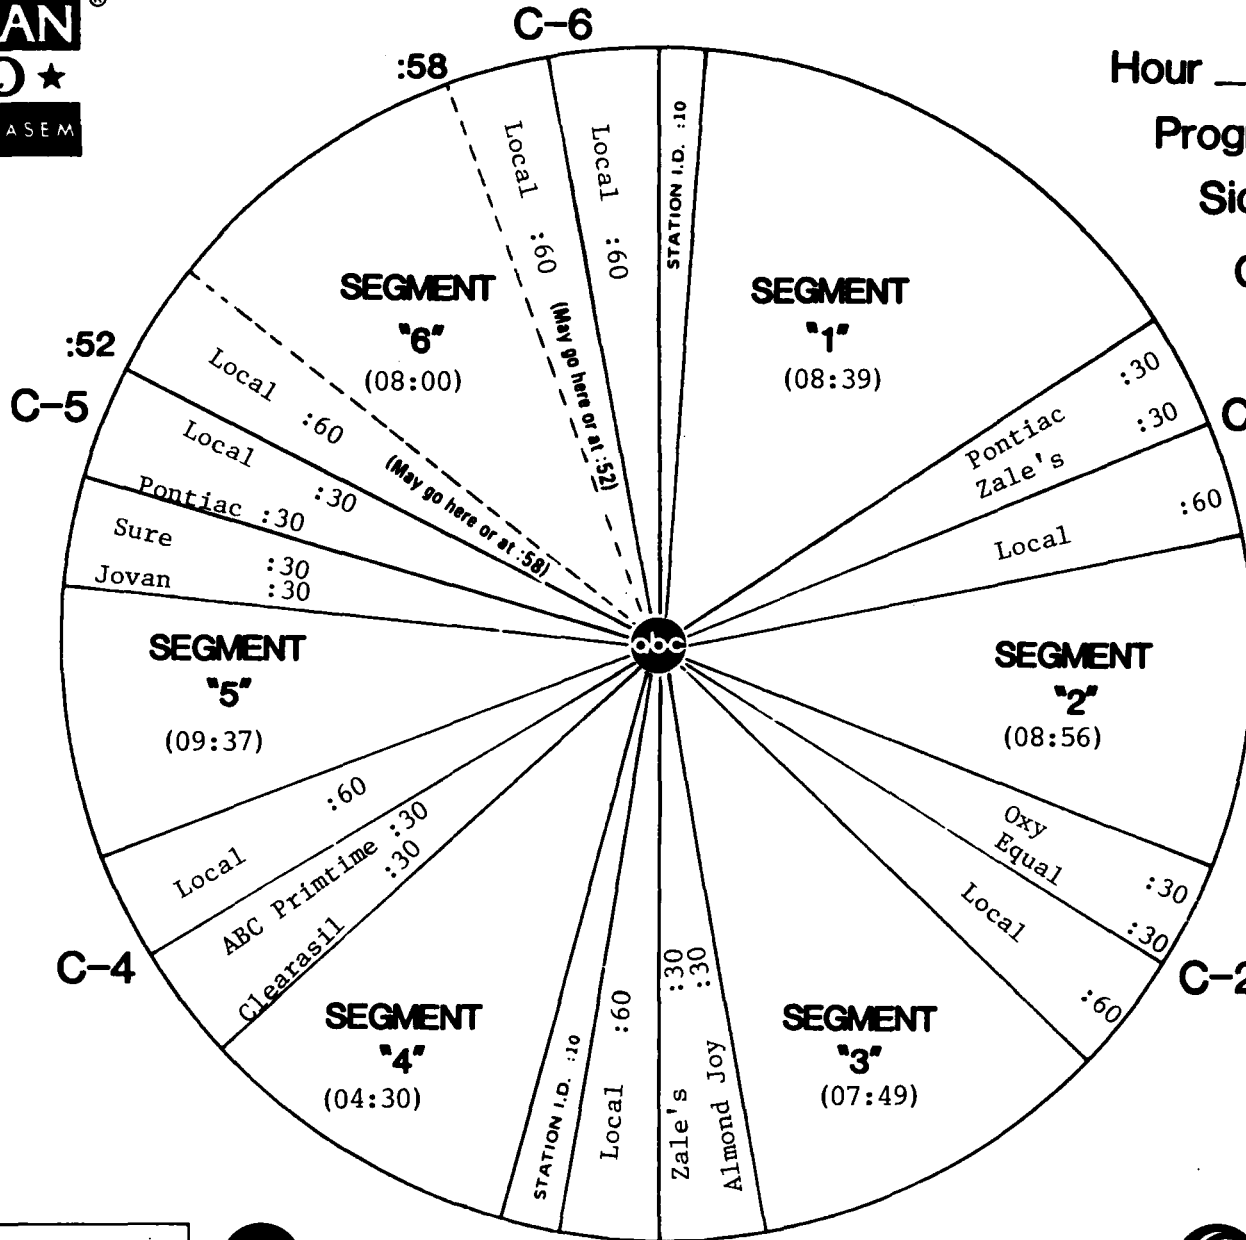 AN ®
ASEM
C-6
:58
Hour
STATION I.D. :10
SEGMENT
"1"
(08:39)
Pontiac :30
Zale's :30
Local :60
SEGMENT
"2"
(08:56)
Oxy :30
Equal :30
C-2
Local :60
SEGMENT
"3"
(07:49)
Almond Joy :30
Zale's :30
Local :60
STATION I.D. :10
SEGMENT
"4"
(04:30)
Clearasil :30
ABC Primtime :30
C-4
Local :60
SEGMENT
"5"
(09:37)
Jovan :30
Sure :30
Pontiac :30
Local :30
C-5
:52
Local :60
(May go here or at :58)
SEGMENT
"6"
(08:00)
Local :60
(May go here or at :52)
Local :60
abc